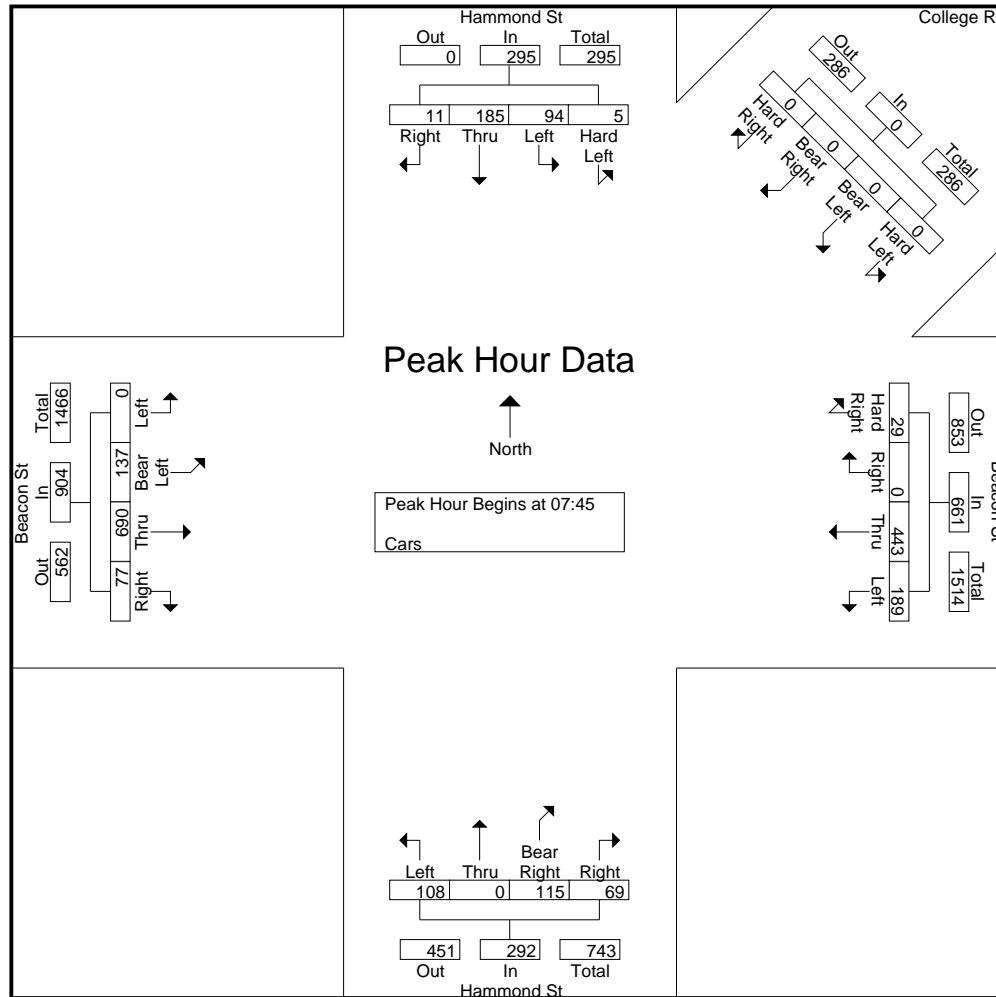 Hammond St
Out In Total
0 295 295
11 185 94 5
Right Thru Left Hard Left
College R
Out
286
In
0
Total
286
0 0 0 0
Hard Right
Bear Right
Bear Left
Hard Left
Peak Hour Data
North
Peak Hour Begins at 07:45
Cars
Beacon St
Total 1466
In 904
Out 562
0 137 690 77
Left
Bear Left
Thru
Right
Hard Right
Right
Thru
Left
29 0 443 189
Out 853
In 661
Total 1514
Beacon St
Left Thru Bear Right Right
108 0 115 69
451 292 743
Out In Total
Hammond St